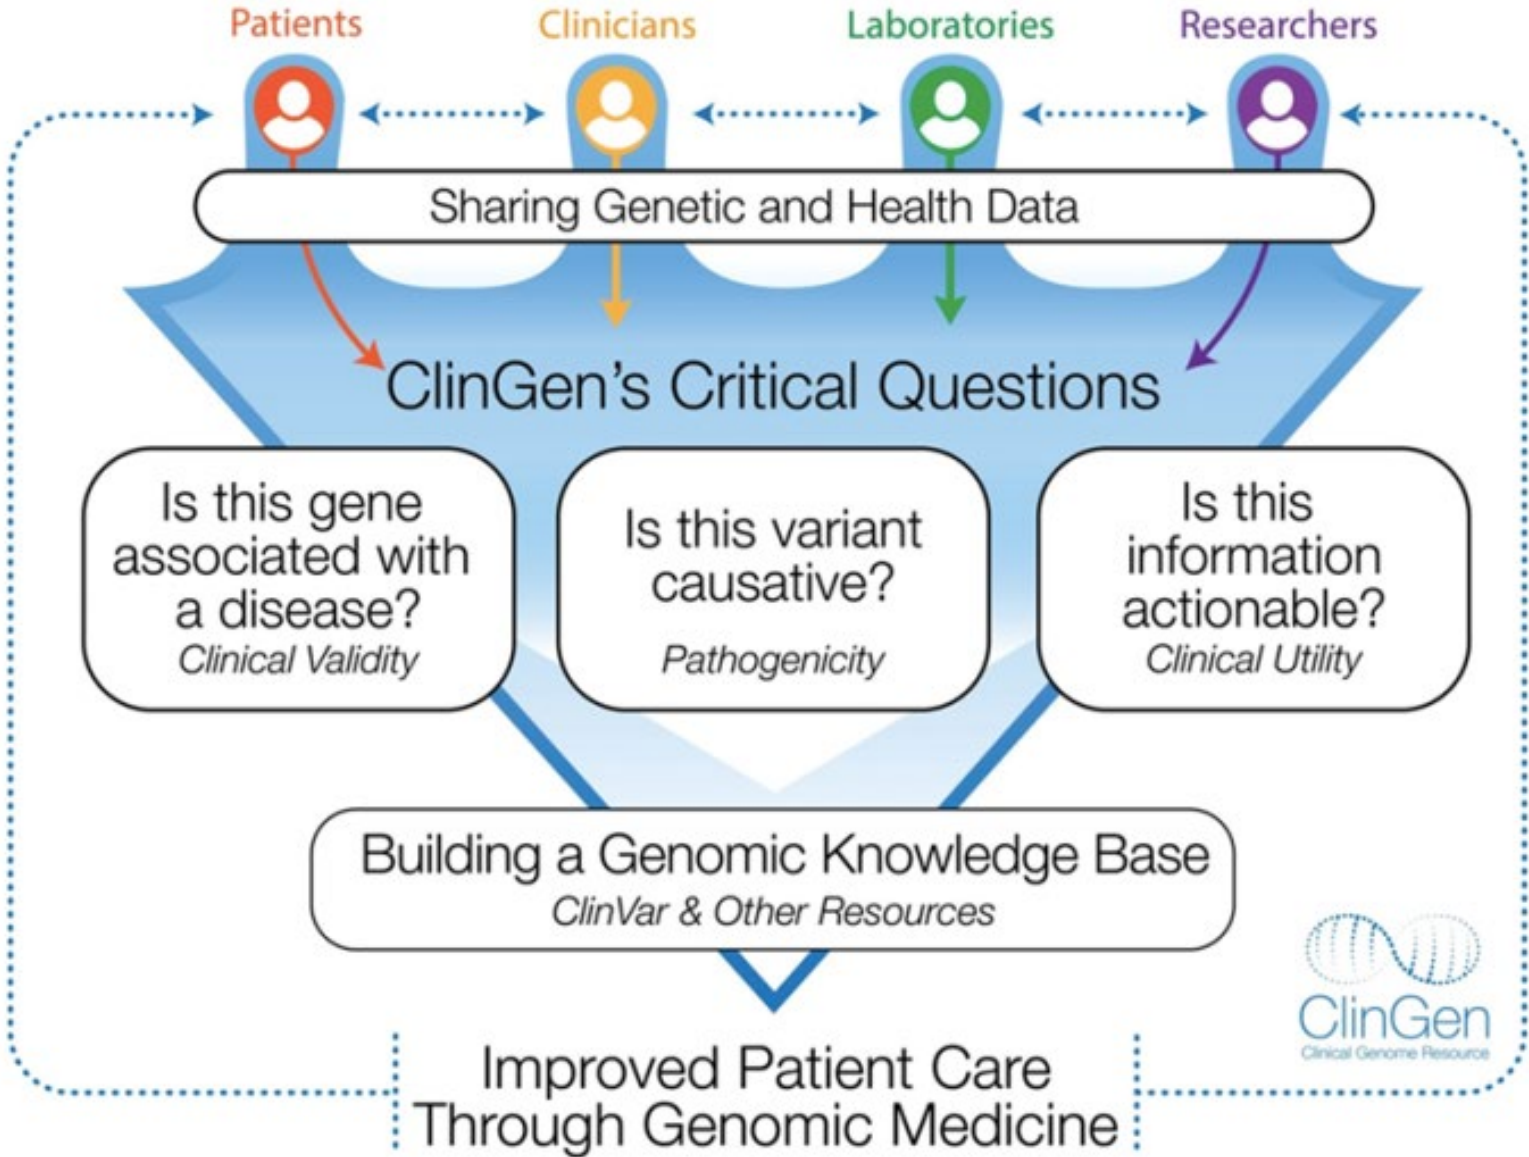 Patients
Clinicians
Laboratories
Researchers
Sharing Genetic and Health Data
ClinGen's Critical Questions
Is this gene
associated with
a disease?
Clinical Validity
Is this variant
causative?
Pathogenicity
Is this
information
actionable?
Clinical Utility
Building a Genomic Knowledge Base
ClinVar & Other Resources
ClinGen
Clinical Genome Resource
Improved Patient Care
Through Genomic Medicine